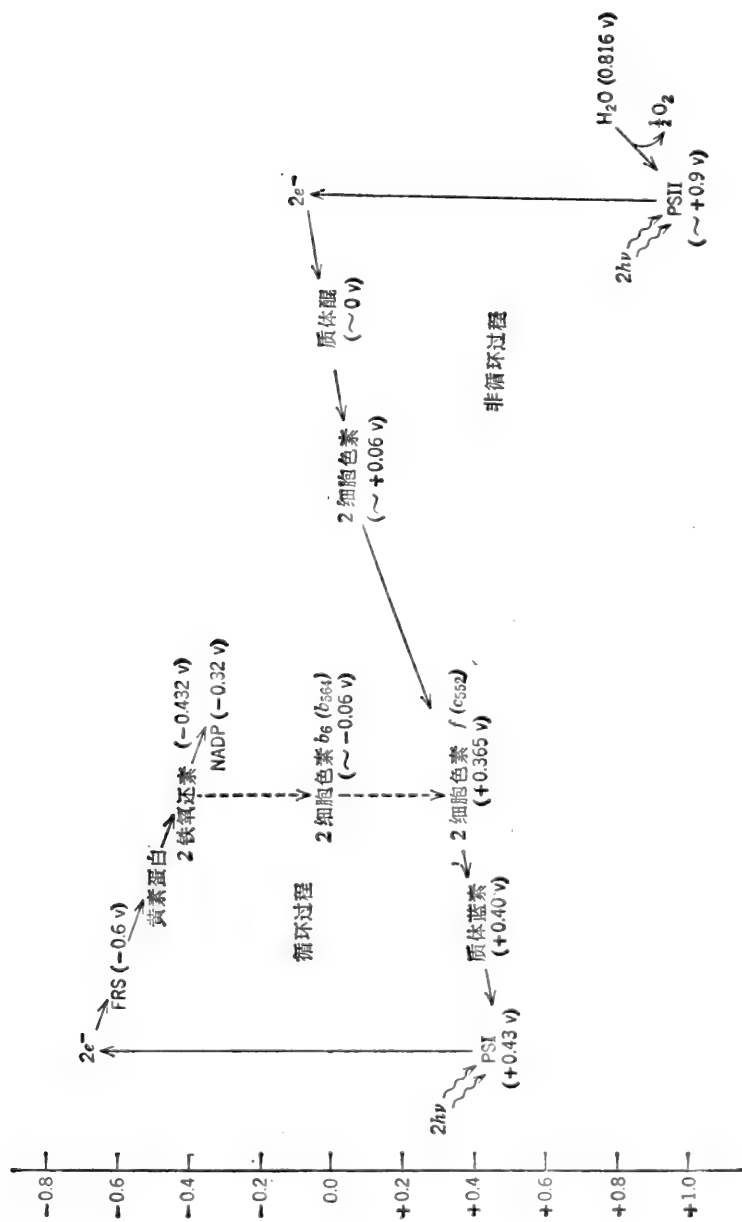 -0.8
-0.6
-0.4
-0.2
0.0
+0.2
+0.4
+0.6
+0.8
+1.0
2e⁻
FRS (-0.6 v)
黄素蛋白
2 铁氧还素 (-0.432 v)
NADP (-0.32 v)
循环过程
2 细胞色素 b₆ (b₅₆₄)
(~ -0.06 v)
2 细胞色素 f (c₅₅₂)
(+0.365 v)
质体蓝素
(+0.40 v)
2hν
PSI
(+0.43 v)
2e⁻
质体醌
(~0 v)
2 细胞色素
(~ +0.06 v)
非循环过程
H₂O (0.816 v)
½O₂
2hν
PSII
(~ +0.9 v)